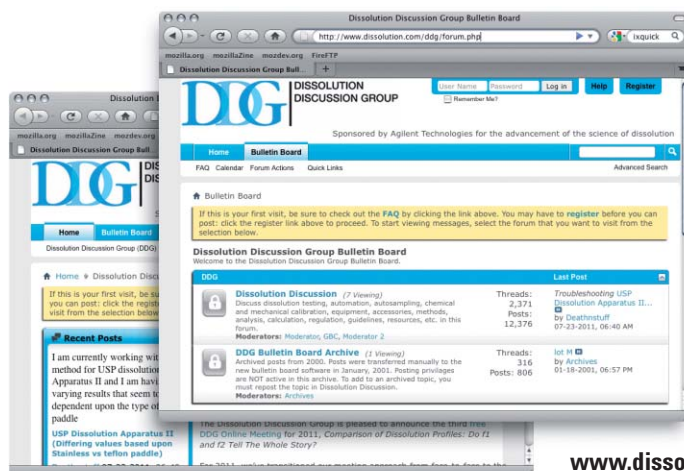 Dissolution Discussion Group Bulletin Board
http://www.dissolution.com/ddg/forum.php
ixquick
mozilla.org mozillaZine mozdev.org FireFTP
Dissolution Discussion Group Bull... +
DDG
DISSOLUTION
DISCUSSION GROUP
User Name Password Log in Help Register
Remember Me?
Sponsored by Agilent Technologies for the advancement of the science of dissolution
Home Bulletin Board
FAQ Calendar Forum Actions Quick Links Advanced Search
Bulletin Board
If this is your first visit, be sure to check out the FAQ by clicking the link above. You may have to register before you can
post: click the register link above to proceed. To start viewing messages, select the forum that you want to visit from the
selection below.
Dissolution Discussion Group Bulletin Board
Welcome to the Dissolution Discussion Group Bulletin Board.
DDG Last Post
Dissolution Discussion (7 Viewing)
Discuss dissolution testing, automation, autosampling, chemical
and mechanical calibration, equipment, accessories, methods,
analysis, calculation, regulation, guidelines, resources, etc. in this
forum.
Moderators: Moderator, GBC, Moderator 2
Threads:
2,371
Posts:
12,376
Troubleshooting USP
Dissolution Apparatus II...
by Deathnstuff
07-23-2011, 06:40 AM
DDG Bulletin Board Archive (1 Viewing)
Archived posts from 2000. Posts were transferred manually to the
new bulletin board software in January, 2001. Posting privilages
are NOT active in this archive. To add to an archived topic, you
must repost the topic in Dissolution Discussion.
Moderators: Archives
Threads:
316
Posts: 806
lot M
by Archives
01-18-2001, 06:57 PM
Dissolution
mozilla.org mozillaZine mozdev.org
Dissolution Discussion Group Bull...
DDG
Home Bulletin Board
Dissolution Discussion Group (DDG)
Home Dissolution Discu
If this is your first visit, be su
you can post: click the regist
visit from the selection below
Recent Posts
I am currently working wit
method for USP dissolution
Apparatus II and I am havi
varying results that seem to
dependent upon the type of
paddle
USP Dissolution Apparatus II
(Differing values based upon
Stainless vs teflon paddle)
The Dissolution Discussion Group is pleased to announce the third free
DDG Online Meeting for 2011, Comparison of Dissolution Profiles: Do f1
and f2 Tell The Whole Story?
www.disso